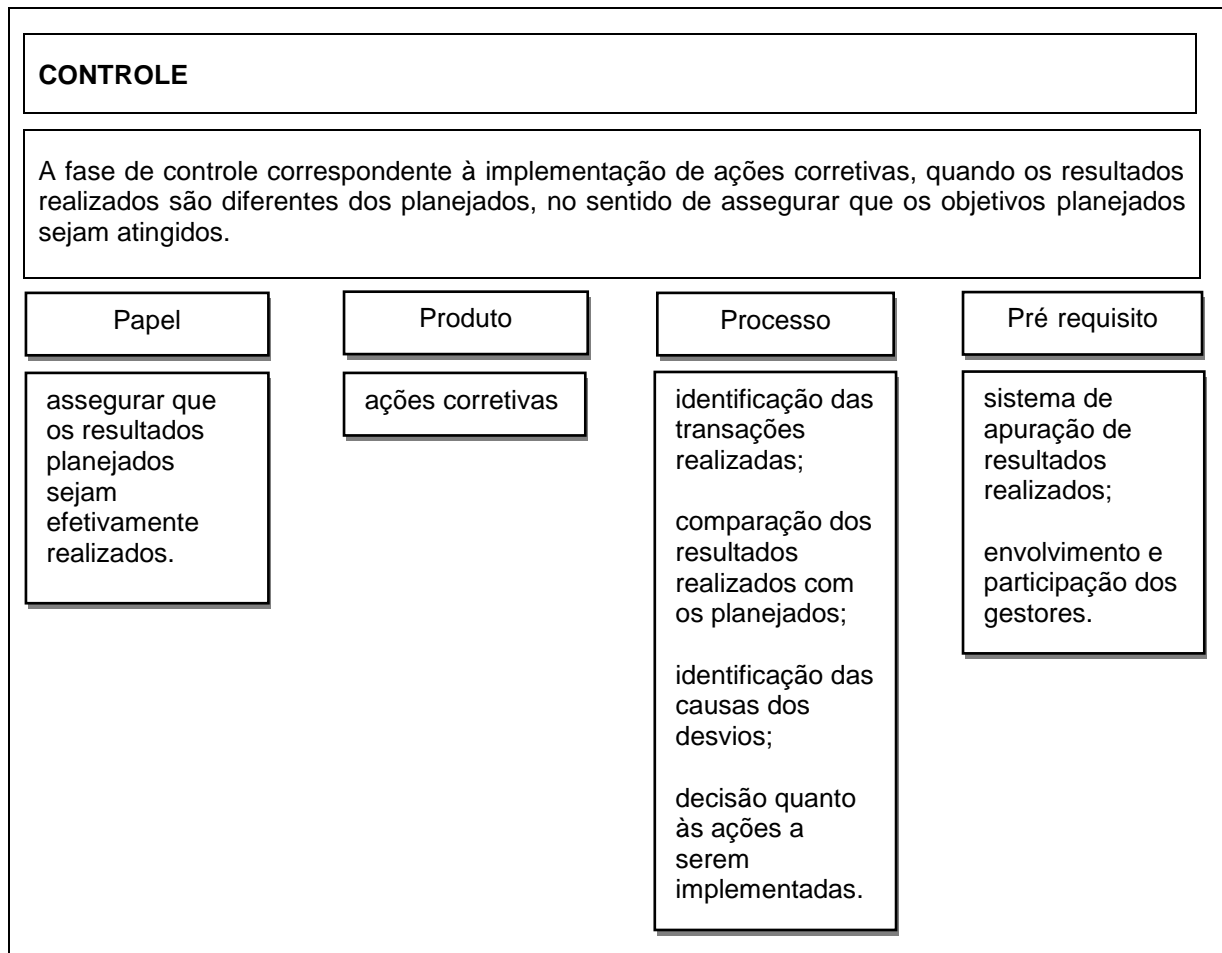 CONTROLE
A fase de controle correspondente à implementação de ações corretivas, quando os resultados
realizados são diferentes dos planejados, no sentido de assegurar que os objetivos planejados
sejam atingidos.
Papel
assegurar que
os resultados
planejados
sejam
efetivamente
realizados.
Produto
ações corretivas
Processo
identificação das
transações
realizadas;
comparação dos
resultados
realizados com
os planejados;
identificação das
causas dos
desvios;
decisão quanto
às ações a
serem
implementadas.
Pré requisito
sistema de
apuração de
resultados
realizados;
envolvimento e
participação dos
gestores.